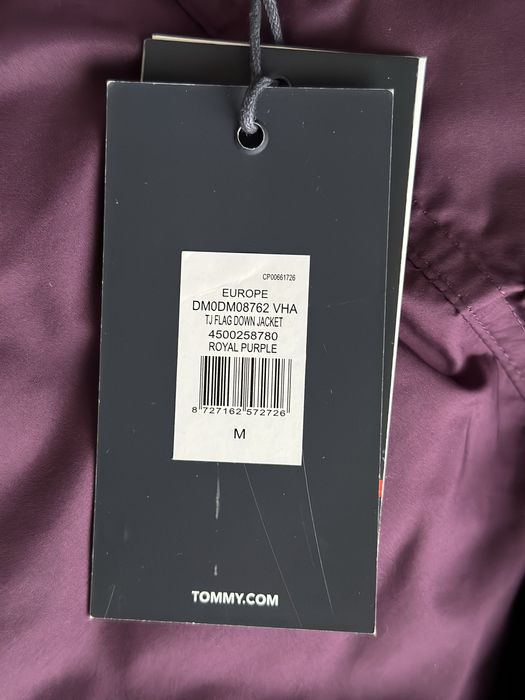 CP00661726
EUROPE
DM0DM08762 VHA
TJ FLAG DOWN JACKET
4500258780
ROYAL PURPLE
8 727162 572726
M
TOMMY.COM